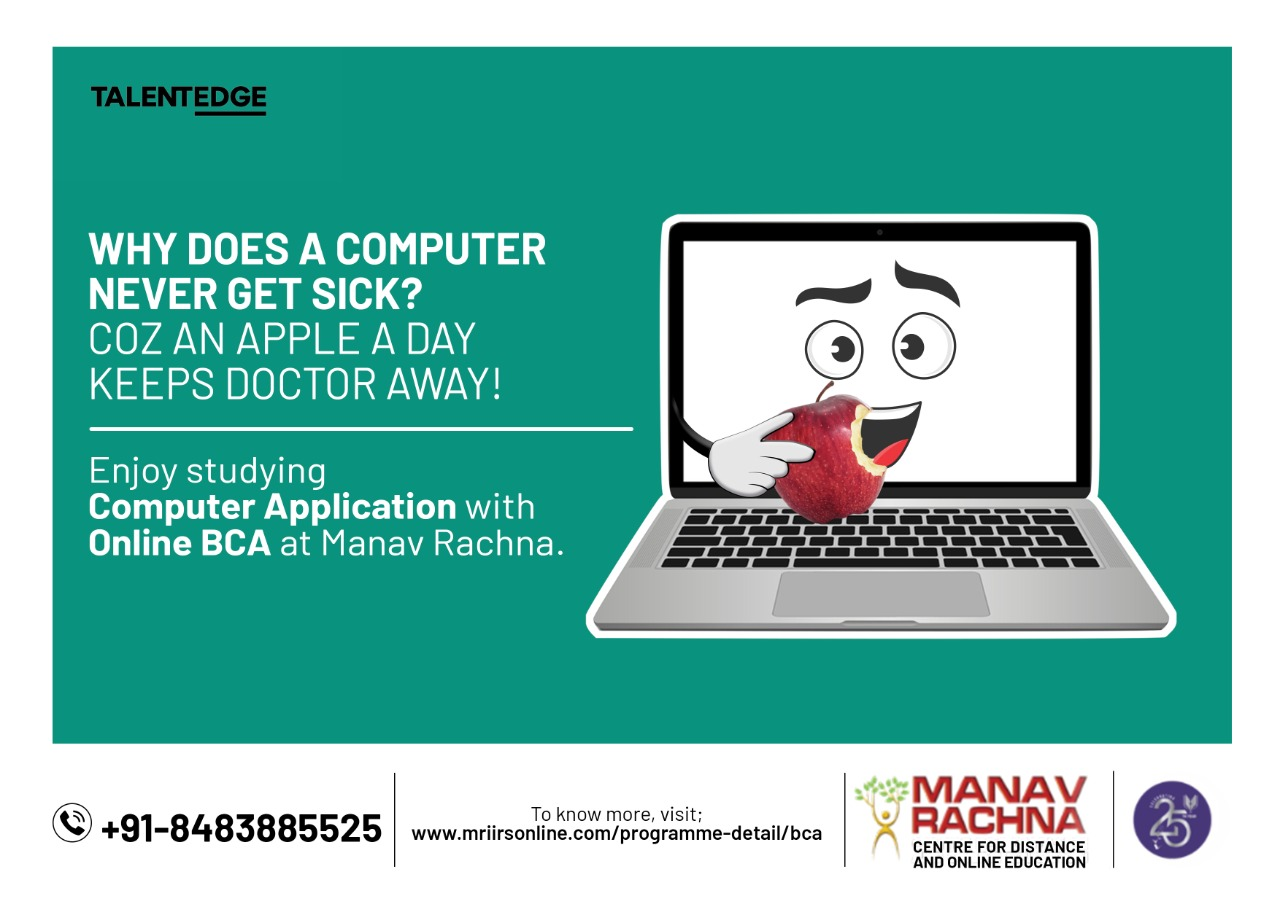 TALENTEDGE
WHY DOES A COMPUTER
NEVER GET SICK?
COZ AN APPLE A DAY
KEEPS DOCTOR AWAY!
Enjoy studying
Computer Application with
Online BCA at Manav Rachna.
+91-8483885525
To know more, visit;
www.mriirsonline.com/programme-detail/bca
MANAV
RACHNA
CENTRE FOR DISTANCE
AND ONLINE EDUCATION
25